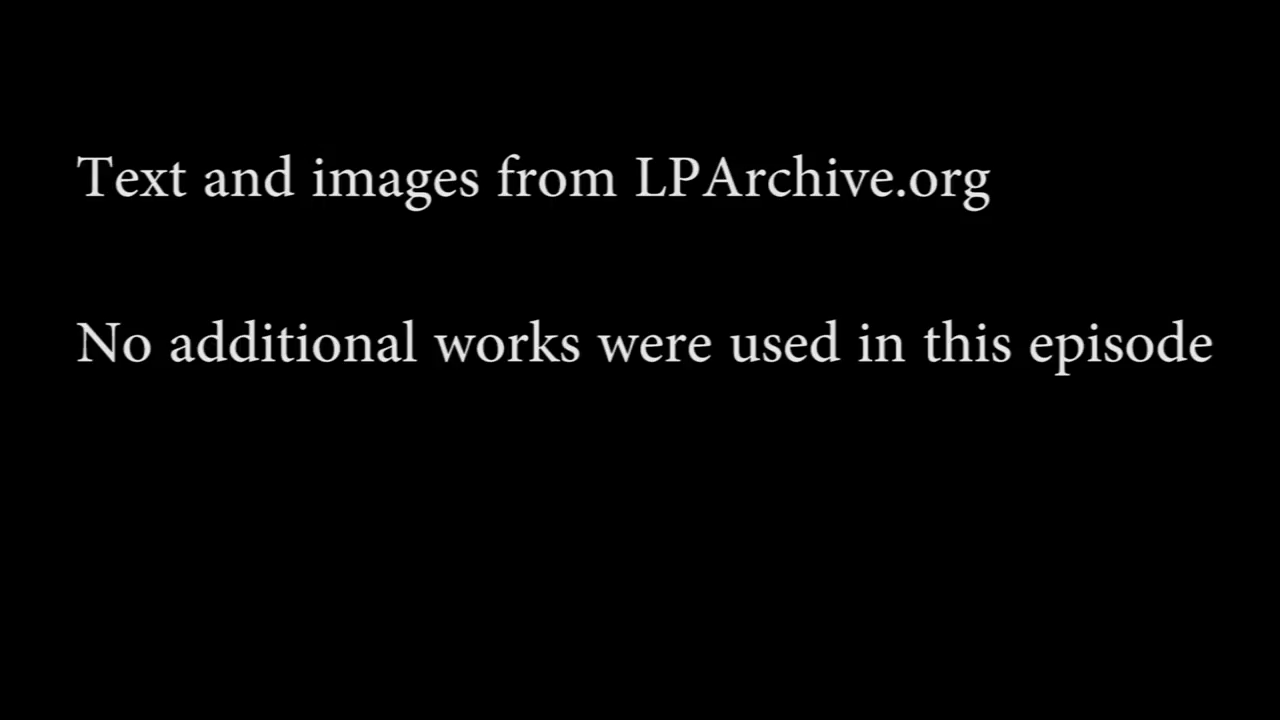 Text and images from LPArchive.org
No additional works were used in this episode